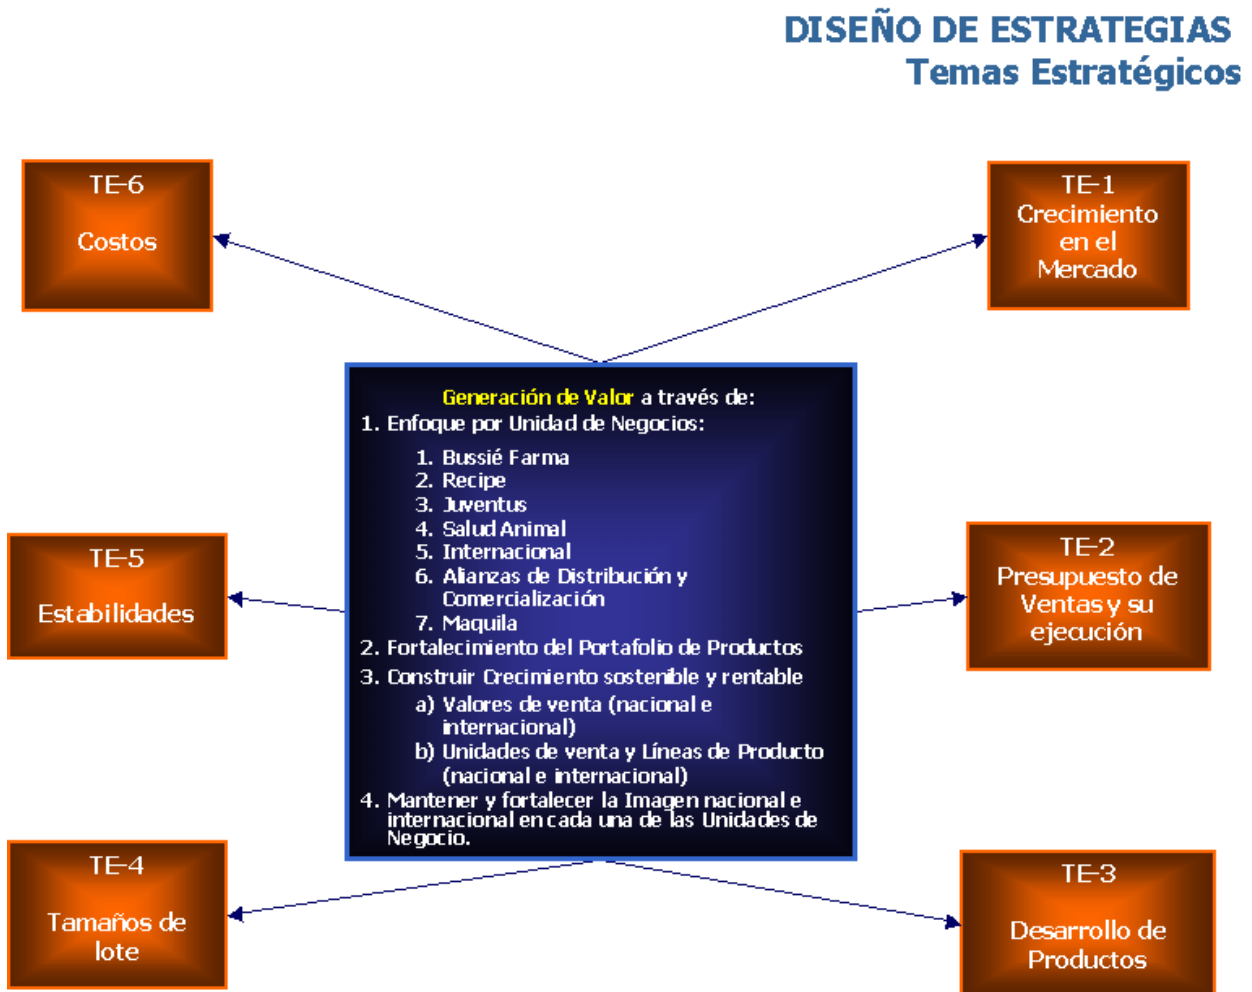 DISEÑO DE ESTRATEGIAS
Temas Estratégicos
TE-6
Costos
TE-1
Crecimiento
en el
Mercado
Generación de Valor a través de:
1. Enfoque por Unidad de Negocios:
1. Bussié Farma
2. Recipe
3. Juventus
4. Salud Animal
5. Internacional
6. Alianzas de Distribución y
Comercialización
7. Maquila
2. Fortalecimiento del Portafolio de Productos
3. Construir Crecimiento sostenible y rentable
a) Valores de venta (nacional e
internacional)
b) Unidades de venta y Líneas de Producto
(nacional e internacional)
4. Mantener y fortalecer la Imagen nacional e
internacional en cada una de las Unidades de
Negocio.
TE-5
Estabilidades
TE-2
Presupuesto de
Ventas y su
ejecución
TE-4
Tamaños de
lote
TE-3
Desarrollo de
Productos